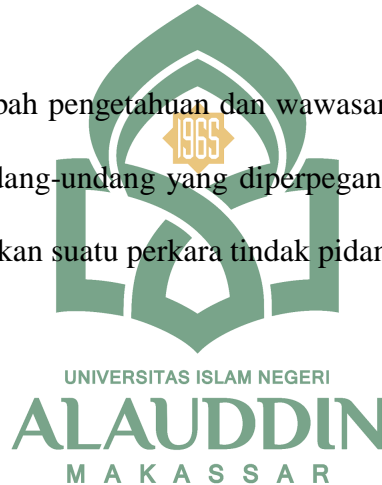 bah pengetahuan dan wawasan
1965
dang-undang yang diperpegan
kan suatu perkara tindak pidan
UNIVERSITAS ISLAM NEGERI
ALAUDDIN
MAKASSAR